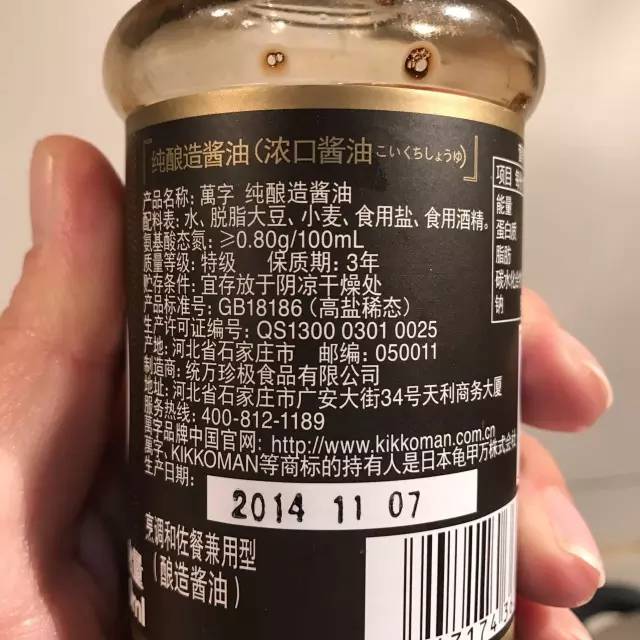 「纯酿造酱油（浓口酱油こいくちしょうゆ）」
产品名称: 萬字 纯酿造酱油
配料表: 水、脱脂大豆、小麦、食用盐、食用酒精。
氨基酸态氮: ≥0.80g/100mL
质量等级: 特级 保质期: 3年
贮存条件: 宜存放于阴凉干燥处
产品标准号: GB18186（高盐稀态）
生产许可证编号: QS1300 0301 0025
产地: 河北省石家庄市 邮编: 050011
制造商: 统万珍极食品有限公司
地址: 河北省石家庄市广安大街34号天利商务大厦
服务热线: 400-812-1189
萬字品牌中国官网: http://www.kikkoman.com.cn
萬字、KIKKOMAN等商标的持有人是日本龟甲万株式会社
生产日期:
2014 11 07
烹调和佐餐兼用型
（酿造酱油）
项目
能量
蛋白质
脂肪
碳水化合
钠
ml